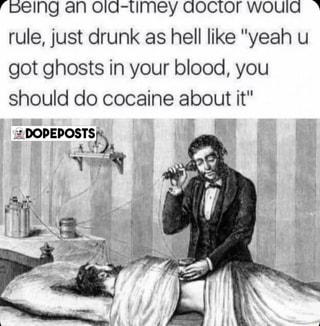 Being an old-timey doctor would
rule, just drunk as hell like "yeah u
got ghosts in your blood, you
should do cocaine about it"
DOPEPOSTS